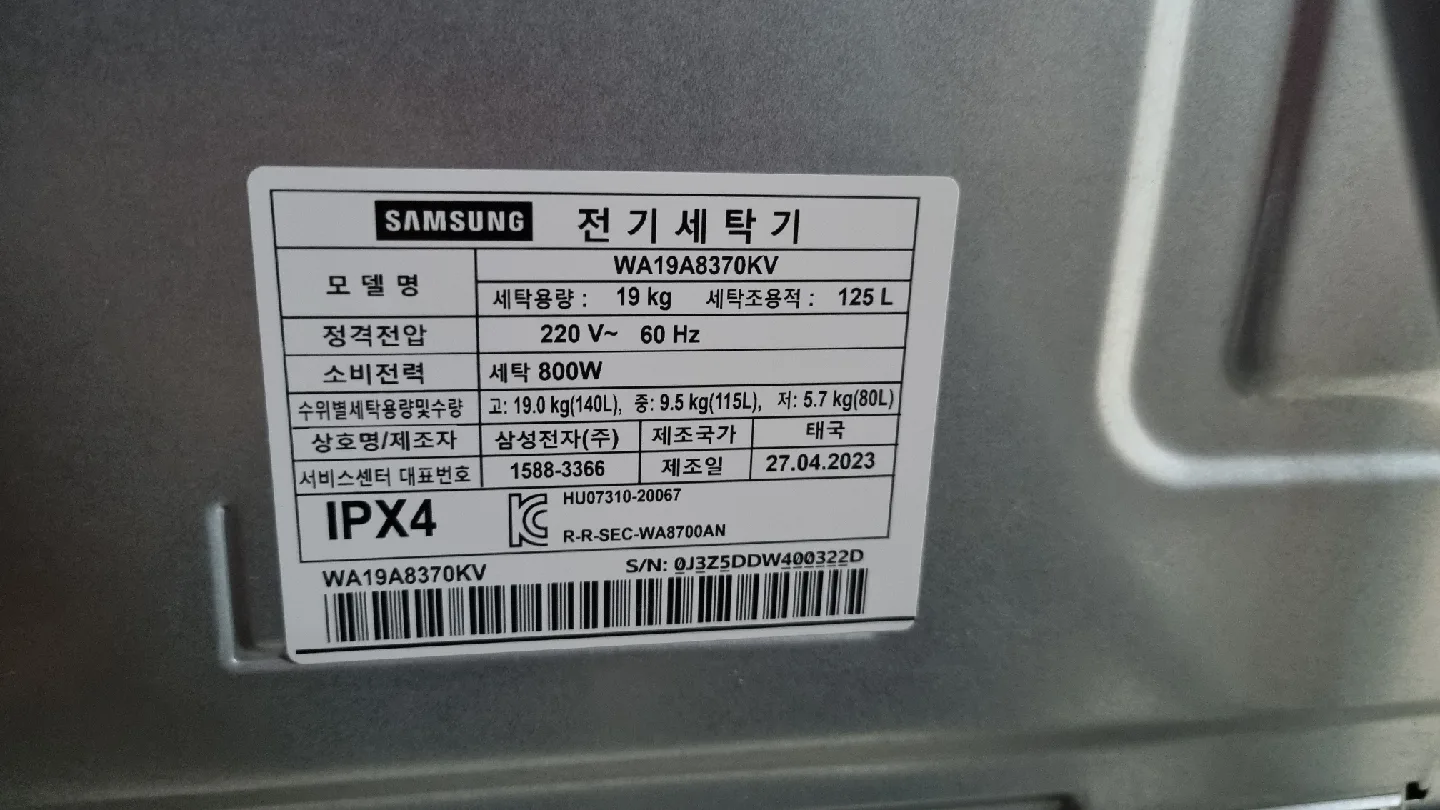 SAMSUNG 전기세탁기
모델명 WA19A8370KV
세탁용량 : 19 kg 세탁조용적 : 125 L
정격전압 220 V~ 60 Hz
소비전력 세탁 800W
수위별세탁용량및수량 고: 19.0 kg(140L), 중: 9.5 kg(115L), 저: 5.7 kg(80L)
상호명/제조자 삼성전자(주) 제조국가 태국
서비스센터 대표번호 1588-3366 제조일 27.04.2023
IPX4 HU07310-20067
R-R-SEC-WA8700AN
WA19A8370KV S/N: 0J3Z5DDW400322D